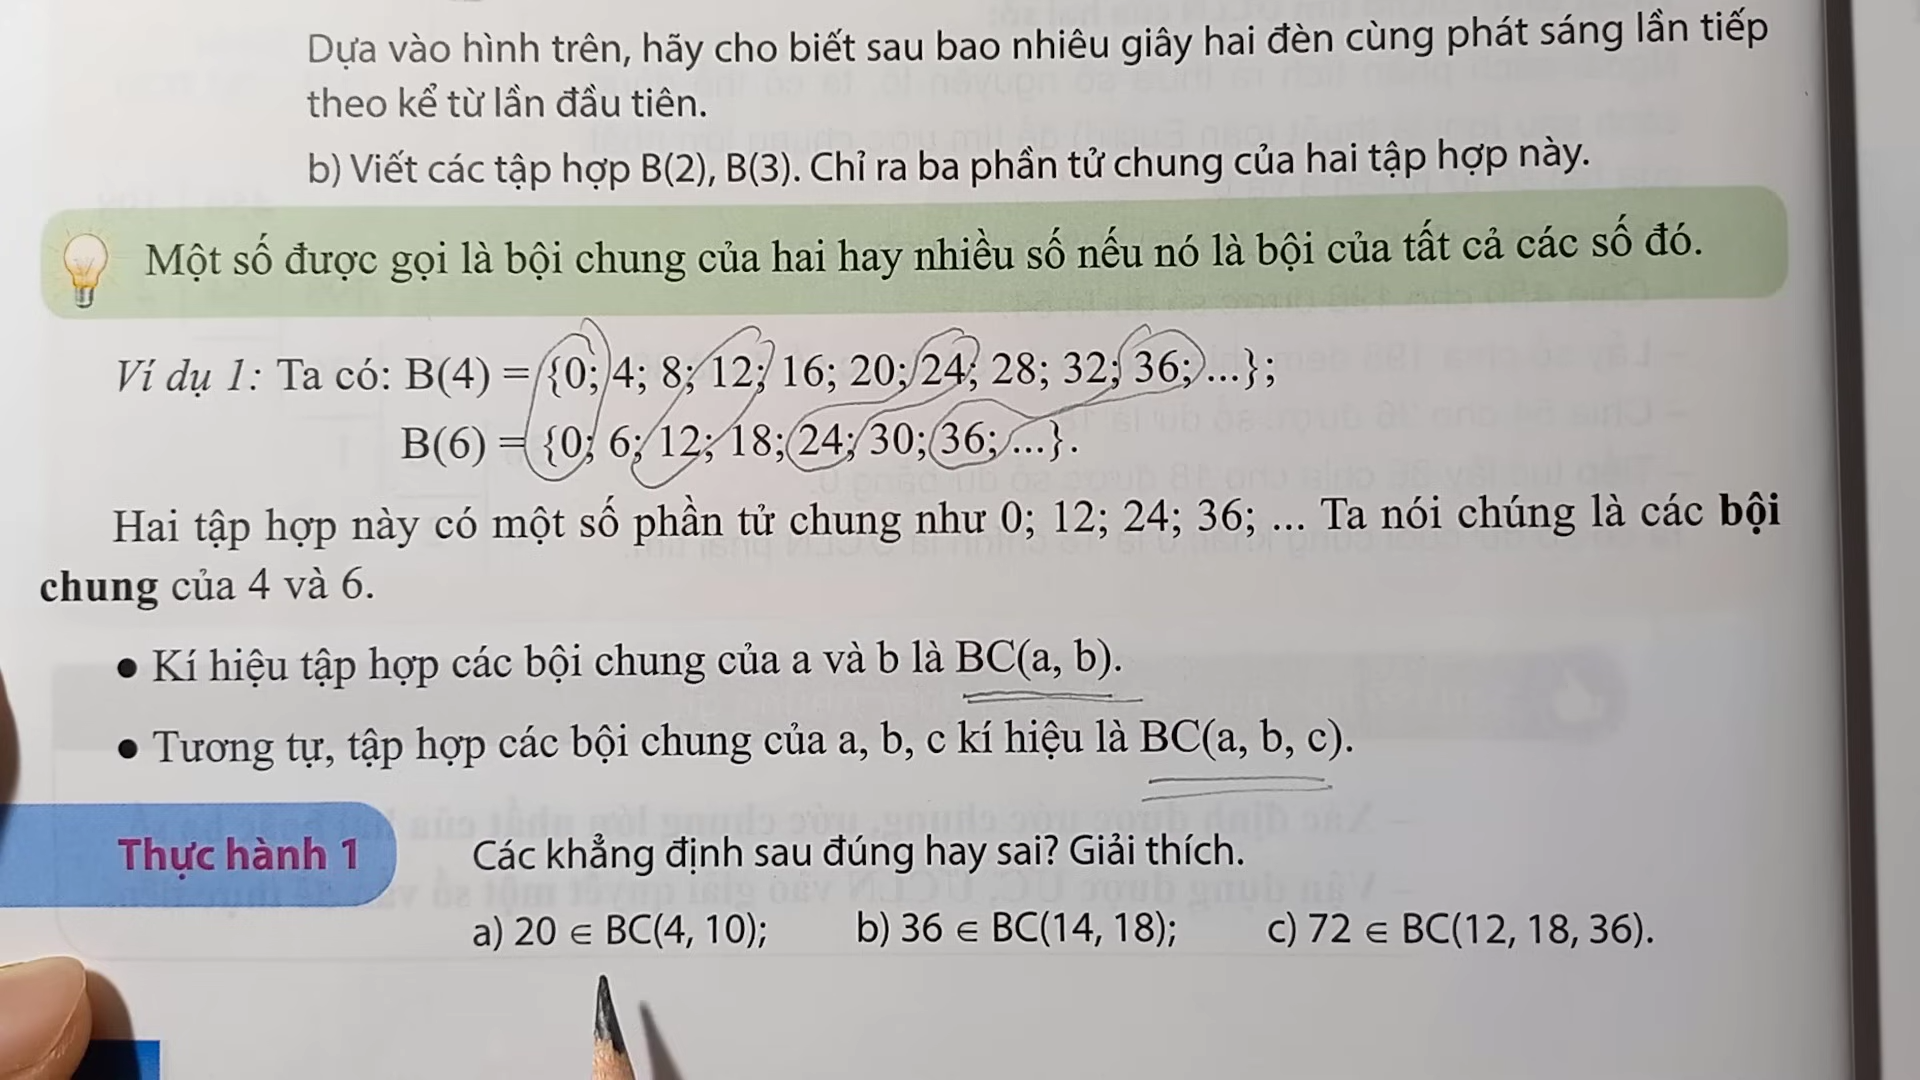 Dựa vào hình trên, hãy cho biết sau bao nhiêu giây hai đèn cùng phát sáng lần tiếp
theo kể từ lần đầu tiên.
b) Viết các tập hợp B(2), B(3). Chỉ ra ba phần tử chung của hai tập hợp này.
Một số được gọi là bội chung của hai hay nhiều số nếu nó là bội của tất cả các số đó.
Ví dụ 1: Ta có: B(4) = {0; 4; 8; 12; 16; 20; 24; 28; 32; 36; ...};
B(6) = {0; 6; 12; 18; 24; 30; 36; ...}.
Hai tập hợp này có một số phần tử chung như 0; 12; 24; 36; ... Ta nói chúng là các bội
chung của 4 và 6.
● Kí hiệu tập hợp các bội chung của a và b là BC(a, b).
● Tương tự, tập hợp các bội chung của a, b, c kí hiệu là BC(a, b, c).
Thực hành 1
Các khẳng định sau đúng hay sai? Giải thích.
a) 20 ∈ BC(4, 10); b) 36 ∈ BC(14, 18); c) 72 ∈ BC(12, 18, 36).